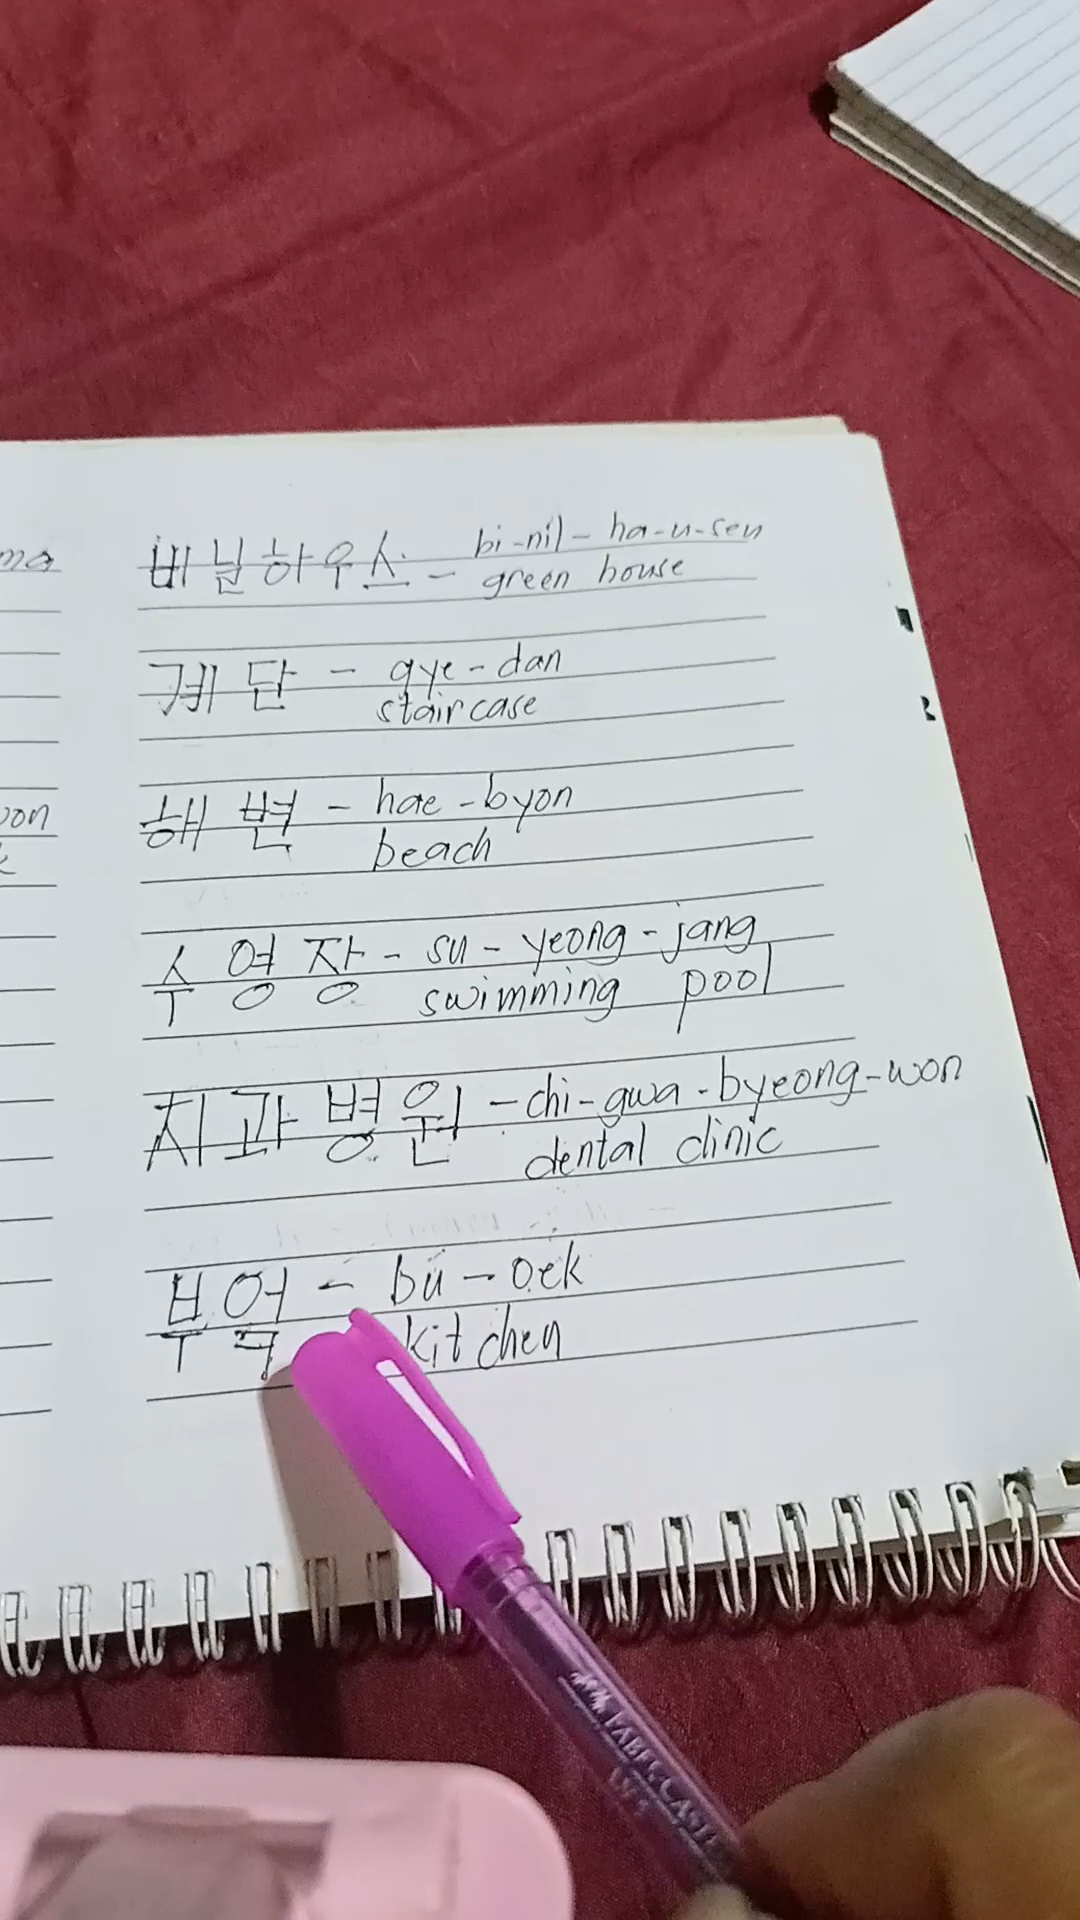 비닐하우스 - bi-nil-ha-u-seu
- green house
계단 - gye-dan
staircase
해변 - hae-byon
beach
수영장 - su-yeong-jang
swimming pool
치과병원 - chi-gwa-byeong-won
dental clinic
부엌 - bu-oek
kitchen